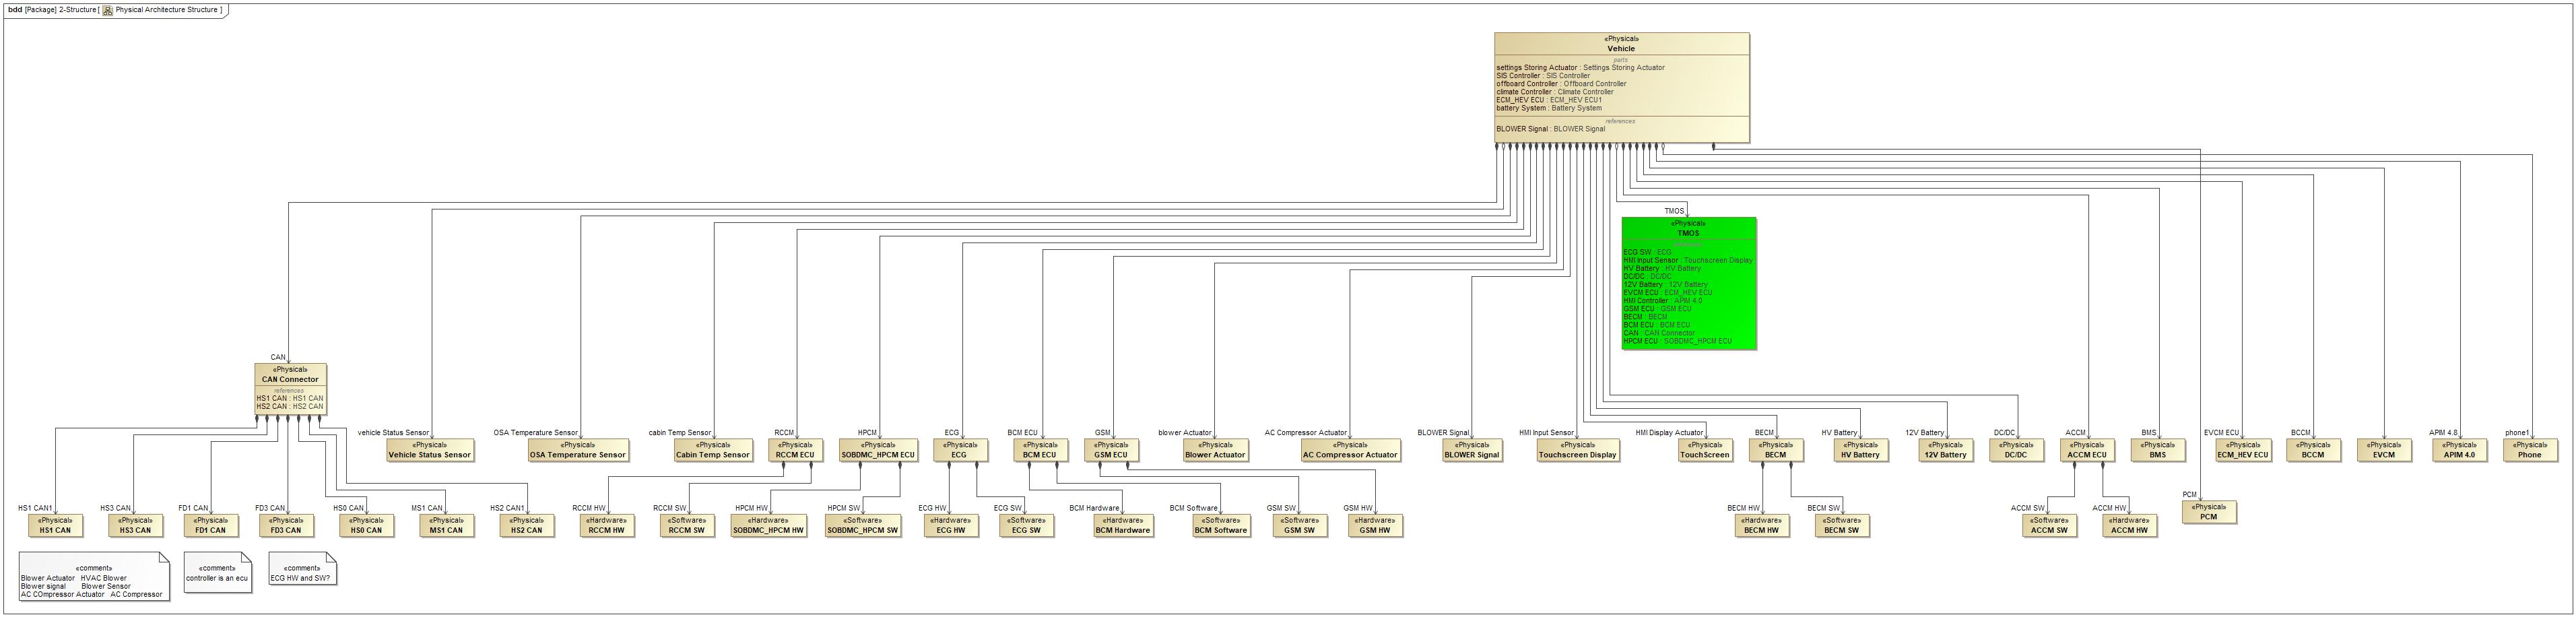 bdd [Package] 2-Structure [ Physical Architecture Structure ]
«Physical»
Vehicle
parts
settings Storing Actuator : Settings Storing Actuator
SIS Controller : SIS Controller
offboard Controller : Offboard Controller
climate Controller : Climate Controller
ECM_HEV ECU : ECM_HEV ECU1
battery System : Battery System
references
BLOWER Signal : BLOWER Signal
TMOS
«Physical»
TMOS
ECG SW : ECG
HMI Input Sensor : Touchscreen Display
HV Battery : HV Battery
DC/DC : DC/DC
12V Battery : 12V Battery
EVCM ECU : ECM_HEV ECU
HMI Controller : APIM 4.0
GSM ECU : GSM ECU
BECM : BECM
BCM ECU : BCM ECU
CAN : CAN Connector
HPCM ECU : SOBDMC_HPCM ECU
CAN
«Physical»
CAN Connector
references
HS1 CAN : HS1 CAN
HS2 CAN : HS2 CAN
vehicle Status Sensor
«Physical»
Vehicle Status Sensor
OSA Temperature Sensor
«Physical»
OSA Temperature Sensor
cabin Temp Sensor
«Physical»
Cabin Temp Sensor
RCCM
«Physical»
RCCM ECU
HPCM
«Physical»
SOBDMC_HPCM ECU
ECG
«Physical»
ECG
BCM ECU
«Physical»
BCM ECU
GSM
«Physical»
GSM ECU
blower Actuator
«Physical»
Blower Actuator
AC Compressor Actuator
«Physical»
AC Compressor Actuator
BLOWER Signal
«Physical»
BLOWER Signal
HMI Input Sensor
«Physical»
Touchscreen Display
HMI Display Actuator
«Physical»
TouchScreen
BECM
«Physical»
BECM
HV Battery
«Physical»
HV Battery
12V Battery
«Physical»
12V Battery
DC/DC
«Physical»
DC/DC
ACCM
«Physical»
ACCM ECU
BMS
«Physical»
BMS
EVCM ECU
«Physical»
ECM_HEV ECU
BCCM
«Physical»
BCCM
«Physical»
EVCM
APIM 4.8
«Physical»
APIM 4.0
phone1
«Physical»
Phone
HS1 CAN1
«Physical»
HS1 CAN
HS3 CAN
«Physical»
HS3 CAN
FD1 CAN
«Physical»
FD1 CAN
FD3 CAN
«Physical»
FD3 CAN
HS0 CAN
«Physical»
HS0 CAN
MS1 CAN
«Physical»
MS1 CAN
HS2 CAN1
«Physical»
HS2 CAN
RCCM HW
«Hardware»
RCCM HW
RCCM SW
«Software»
RCCM SW
HPCM HW
«Hardware»
SOBDMC_HPCM HW
HPCM SW
«Software»
SOBDMC_HPCM SW
ECG HW
«Hardware»
ECG HW
ECG SW
«Software»
ECG SW
BCM Hardware
«Hardware»
BCM Hardware
BCM Software
«Software»
BCM Software
GSM SW
«Software»
GSM SW
GSM HW
«Hardware»
GSM HW
BECM HW
«Hardware»
BECM HW
BECM SW
«Software»
BECM SW
ACCM SW
«Software»
ACCM SW
ACCM HW
«Hardware»
ACCM HW
PCM
«Physical»
PCM
«comment»
Blower Actuator HVAC Blower
Blower signal Blower Sensor
AC COmpressor Actuator AC Compressor
«comment»
controller is an ecu
«comment»
ECG HW and SW?